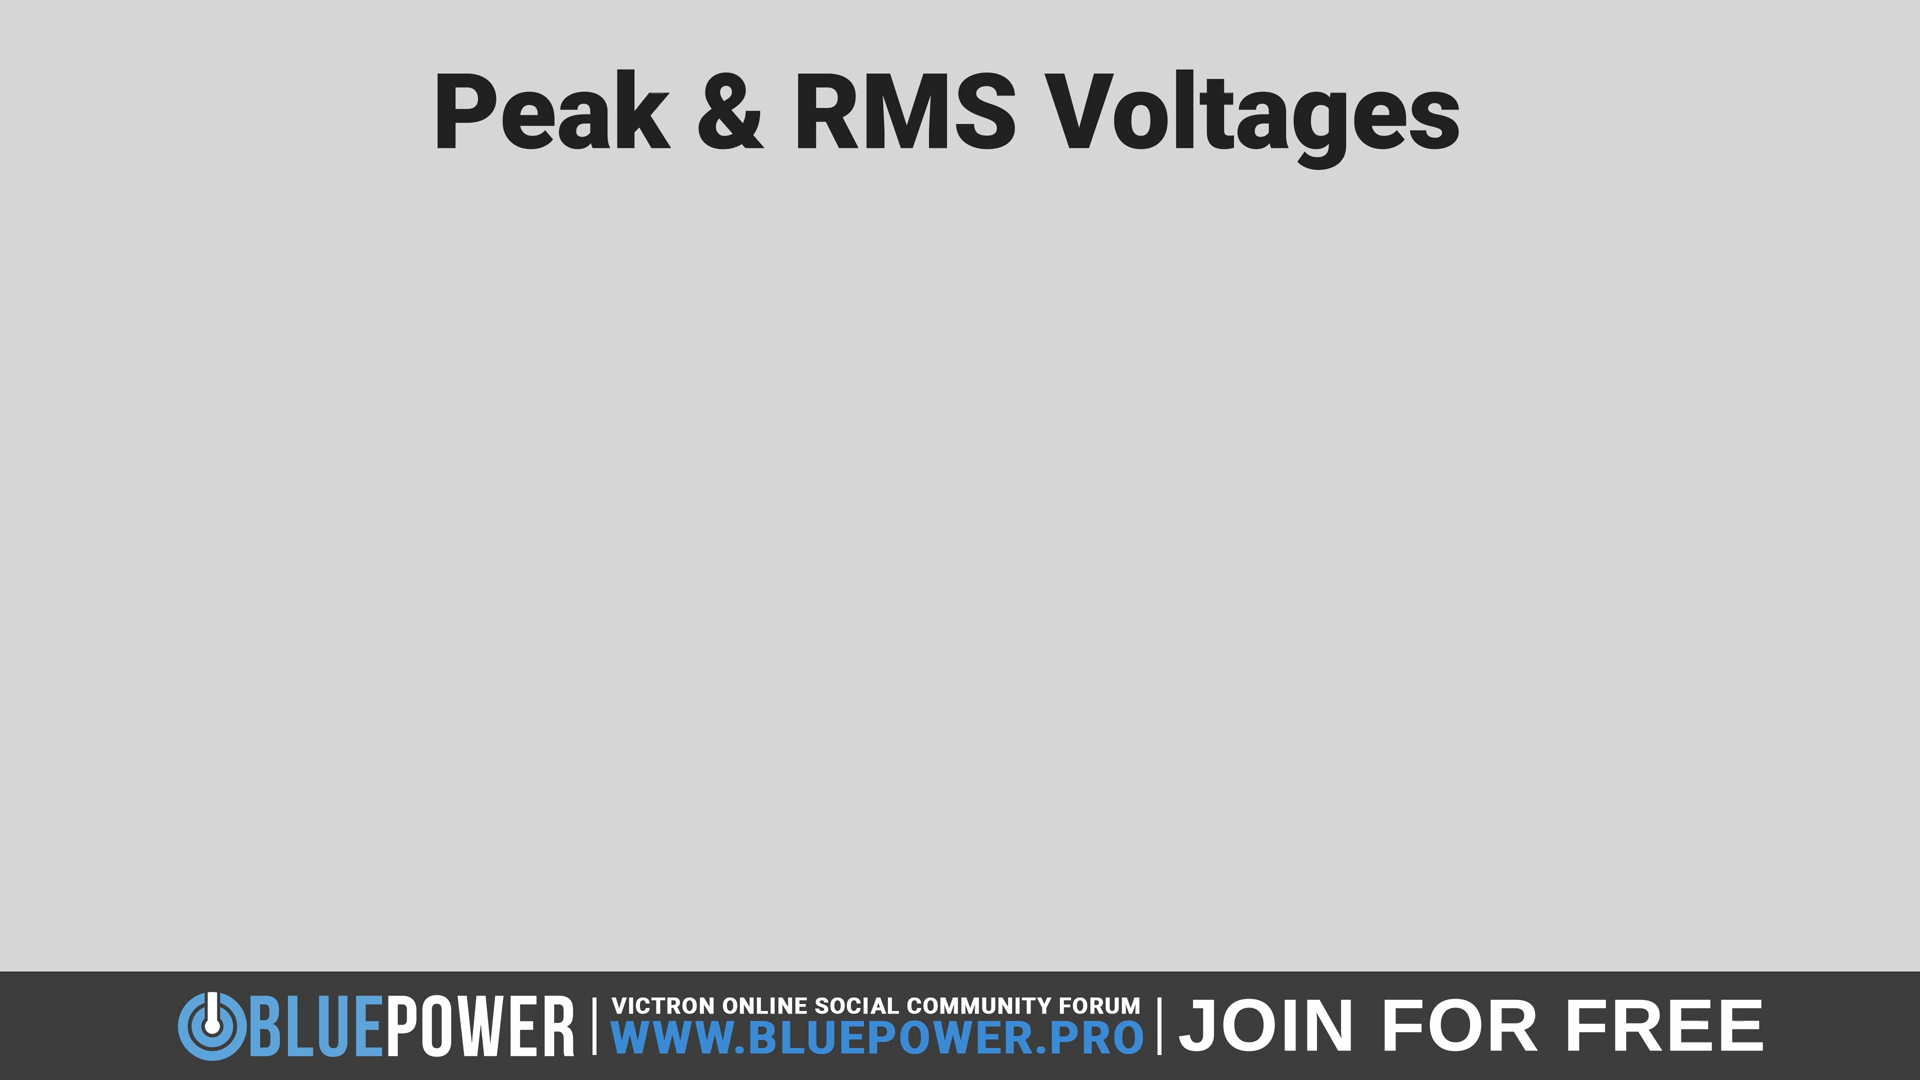 Peak & RMS Voltages
BLUEPOWER
VICTRON ONLINE SOCIAL COMMUNITY FORUM
WWW.BLUEPOWER.PRO
JOIN FOR FREE